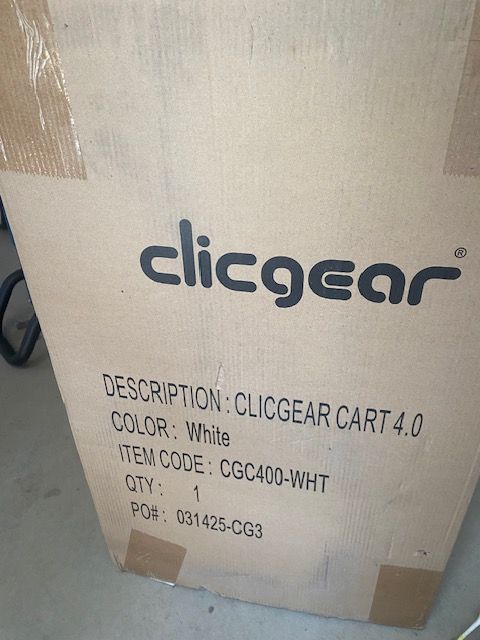 clicgear®
DESCRIPTION : CLICGEAR CART 4.0
COLOR : White
ITEM CODE : CGC400-WHT
QTY : 1
PO# : 031425-CG3